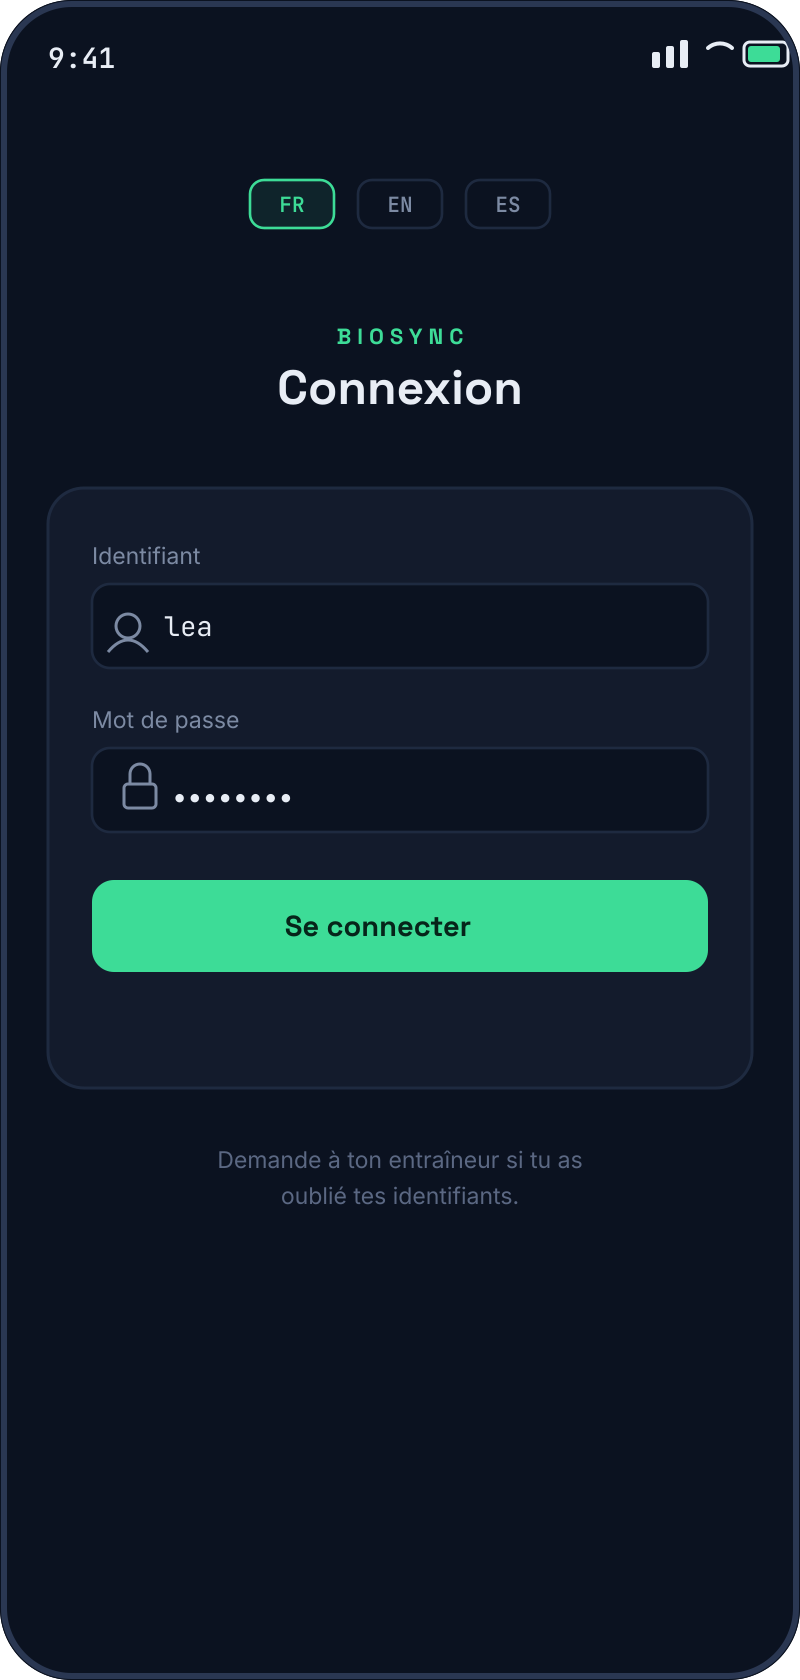 9:41
FR EN ES
BIOSYNC
Connexion
Identifiant
lea
Mot de passe
••••••••
Se connecter
Demande à ton entraîneur si tu as
oublié tes identifiants.